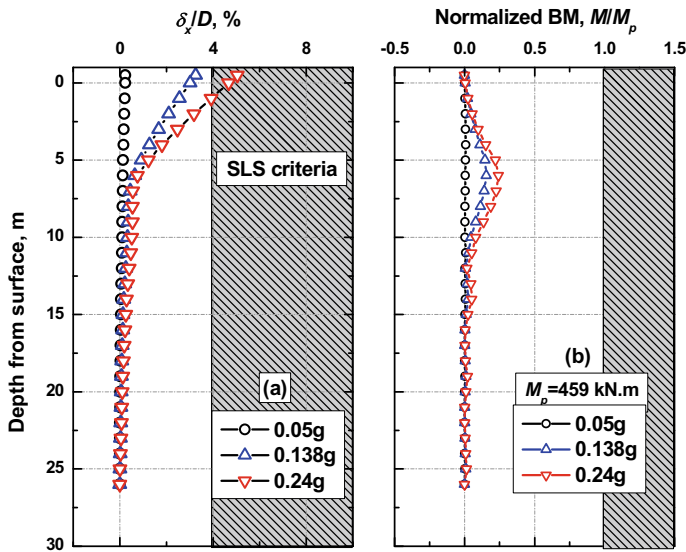 δx/D, %
0 4 8
Normalized BM, M/Mp
-0.5 0.0 0.5 1.0 1.5
Depth from surface, m
0
5
10
15
20
25
30
SLS criteria
(a)
0.05g
0.138g
0.24g
(b)
Mp=459 kN.m
0.05g
0.138g
0.24g